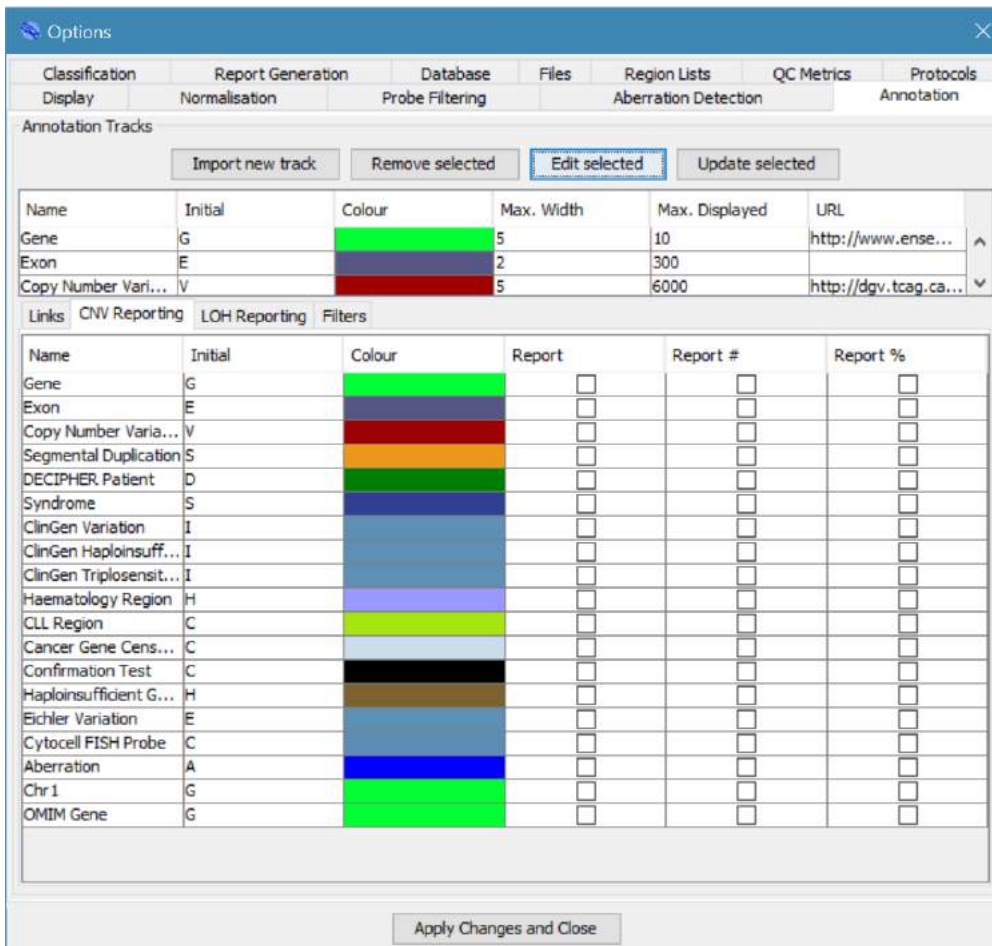 Options
Classification Report Generation Database Files Region Lists QC Metrics Protocols
Display Normalisation Probe Filtering Aberration Detection Annotation
Annotation Tracks
Import new track Remove selected Edit selected Update selected
Name Initial Colour Max. Width Max. Displayed URL
Gene G 5 10 http://www.ense...
Exon E 2 300
Copy Number Vari... V 5 6000 http://dgv.tcag.ca...
Links CNV Reporting LOH Reporting Filters
Name Initial Colour Report Report # Report %
Gene G
Exon E
Copy Number Varia... V
Segmental Duplication S
DECIPHER Patient D
Syndrome S
ClinGen Variation I
ClinGen Haploinsuff... I
ClinGen Triplosensit... I
Haematology Region H
CLL Region C
Cancer Gene Cens... C
Confirmation Test C
Haploinsufficient G... H
Eichler Variation E
Cytocell FISH Probe C
Aberration A
Chr1 G
OMIM Gene G
Apply Changes and Close